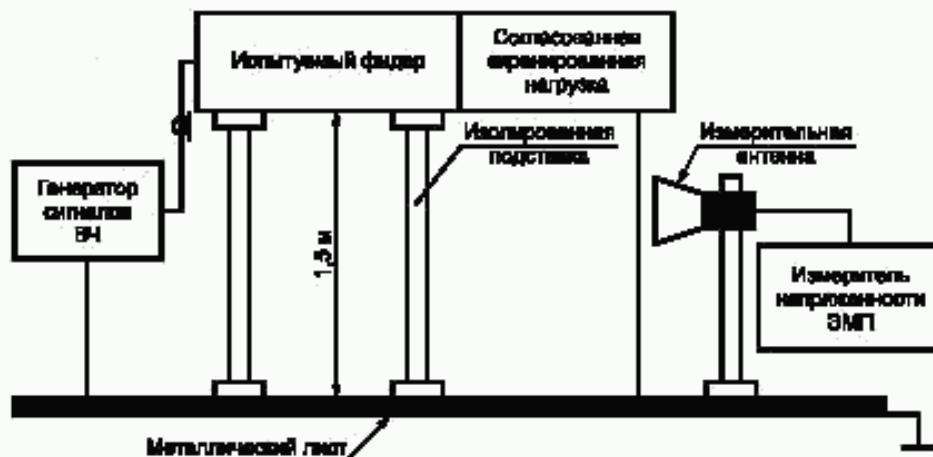 Испытуемый фидер
Согласованная
экранированная
нагрузка
Изолированная
подставка
Измерительная
антенна
Генератор
сигналов
ВЧ
1,5 м
Измеритель
напряженности
ЭМП
Металлический лист